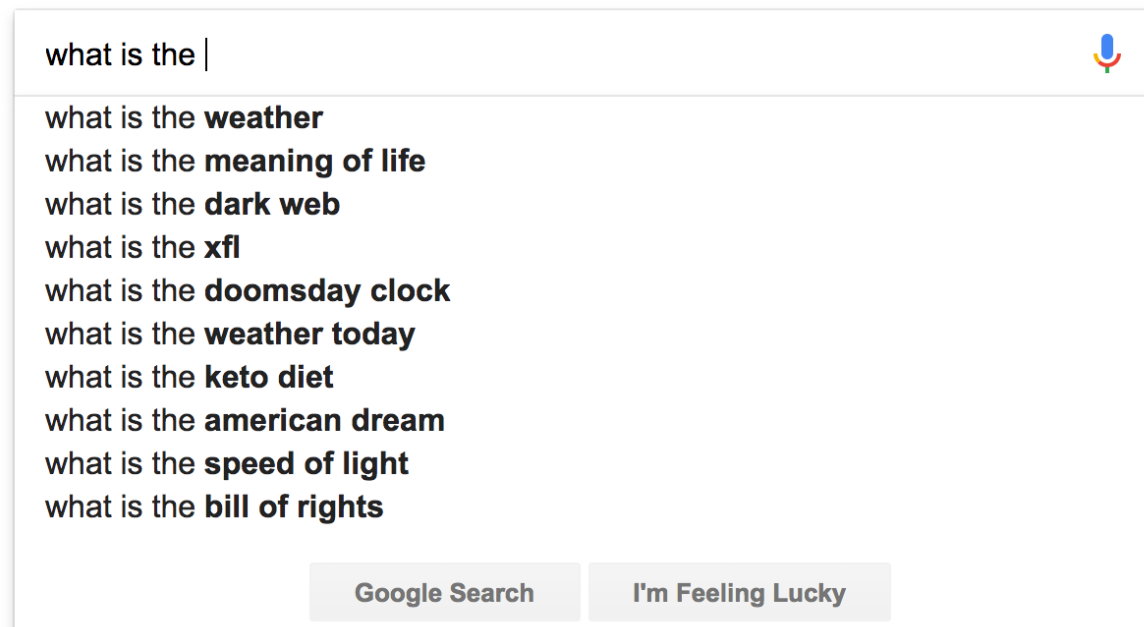 what is the
what is the weather
what is the meaning of life
what is the dark web
what is the xfl
what is the doomsday clock
what is the weather today
what is the keto diet
what is the american dream
what is the speed of light
what is the bill of rights
Google Search I'm Feeling Lucky